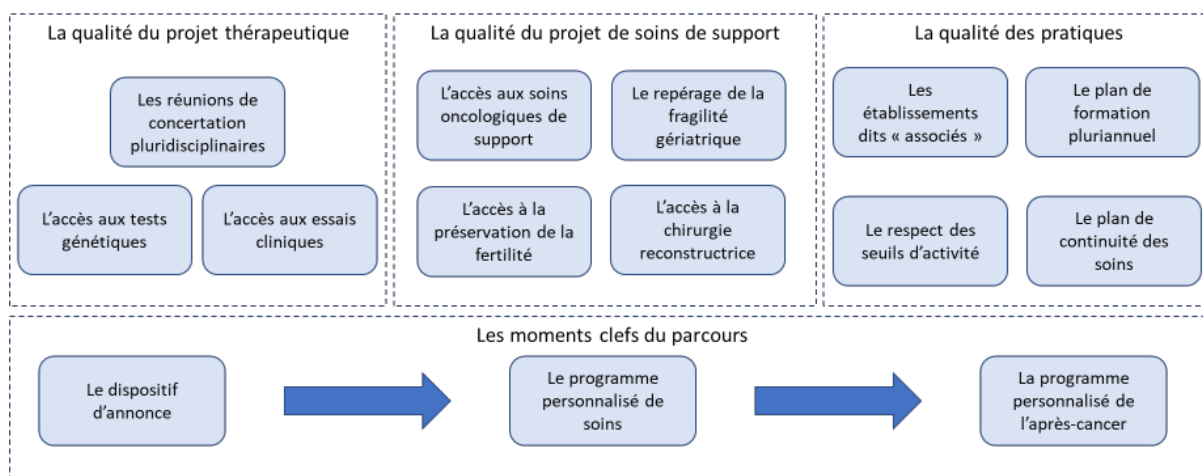 La qualité du projet thérapeutique
Les réunions de
concertation
pluridisciplinaires
L'accès aux tests
génétiques
L'accès aux essais
cliniques
La qualité du projet de soins de support
L'accès aux soins
oncologiques de
support
Le repérage de la
fragilité
gériatrique
L'accès à la
préservation de la
fertilité
L'accès à la
chirurgie
reconstructrice
La qualité des pratiques
Les
établissements
dits « associés »
Le plan de
formation
pluriannuel
Le respect des
seuils d'activité
Le plan de
continuité des
soins
Les moments clefs du parcours
Le dispositif
d'annonce
Le programme
personnalisé de
soins
La programme
personnalisé de
l'après-cancer